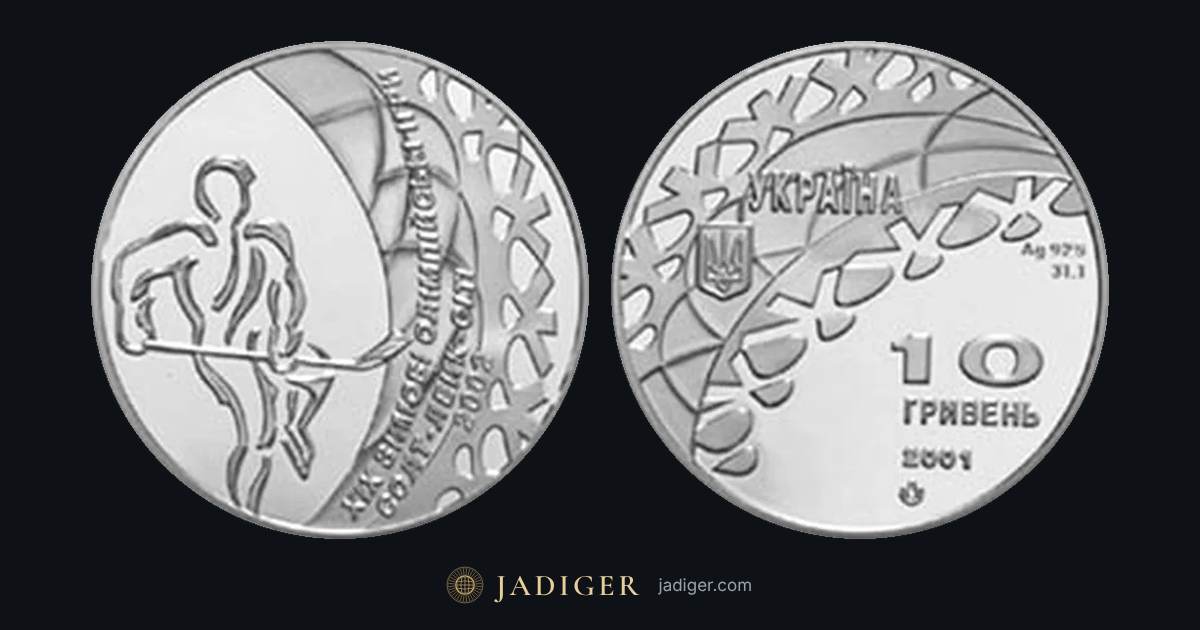 XIX ЗИМОВІ ОЛІМПІЙСЬКІ ІГРИ
СОЛТ-ЛЕЙК-СІТІ
2002
УКРАЇНА
Ag 925
31.1
10
ГРИВЕНЬ
2001
JADIGER
jadiger.com